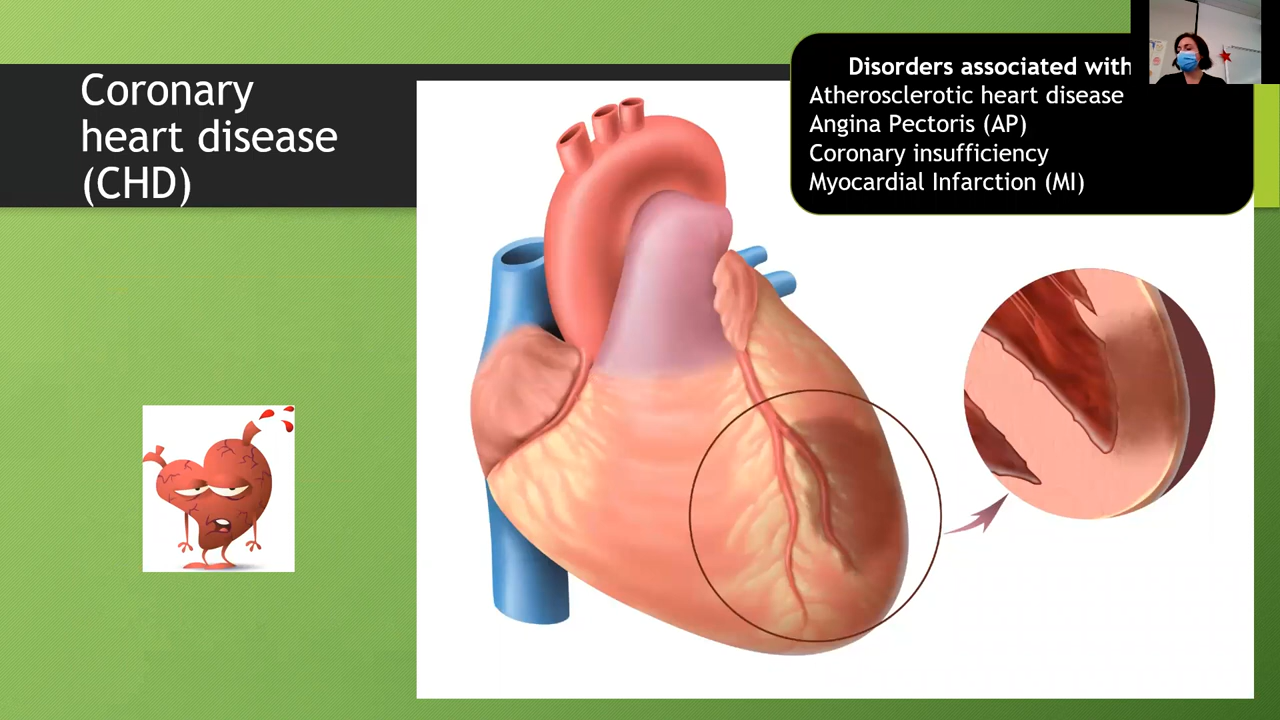 Coronary
heart disease
(CHD)
Disorders associated with
Atherosclerotic heart disease
Angina Pectoris (AP)
Coronary insufficiency
Myocardial Infarction (MI)